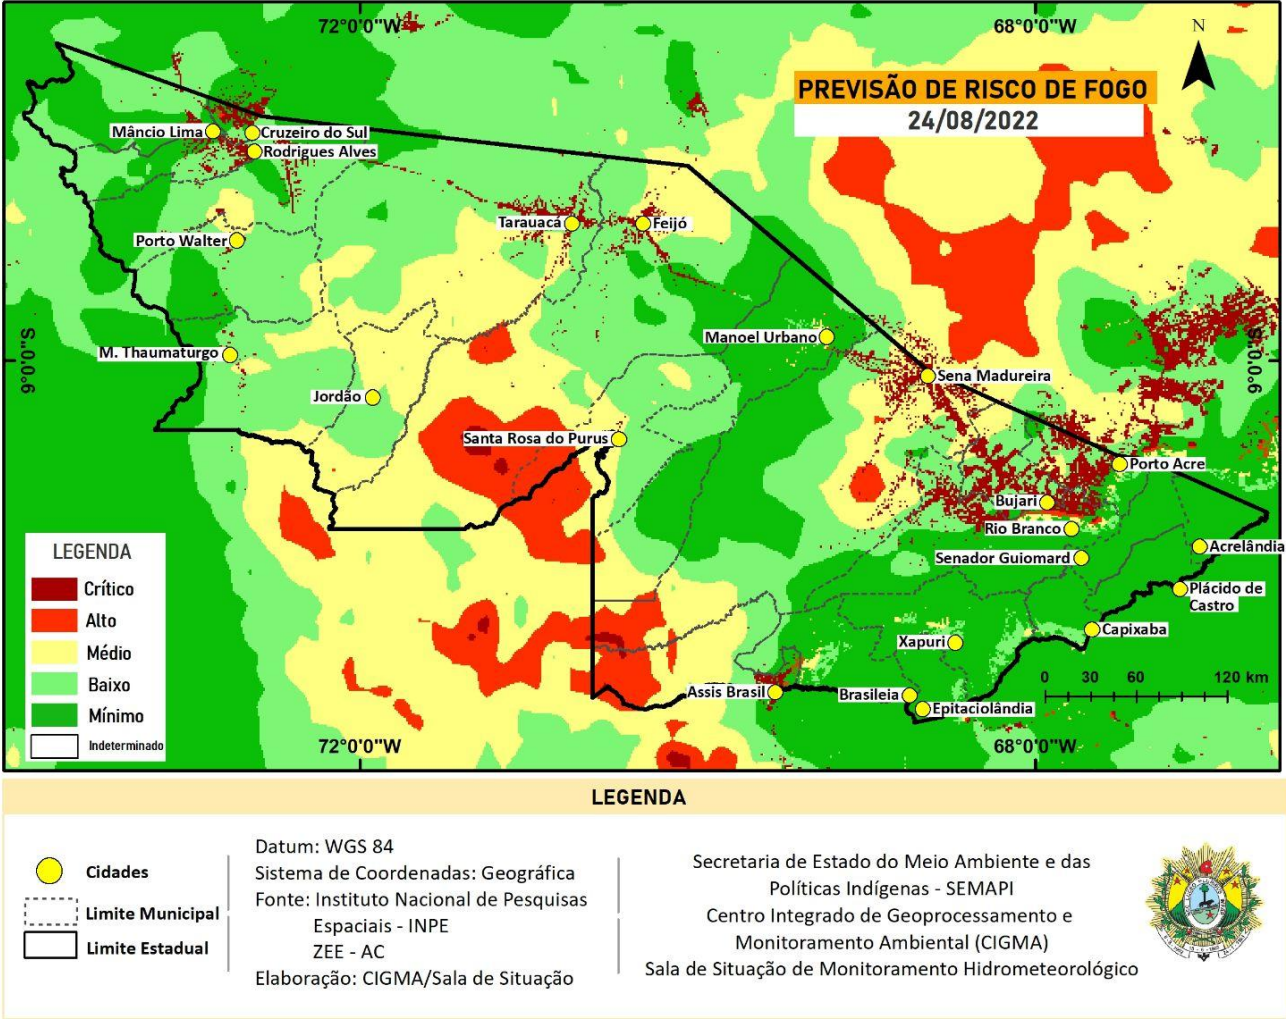 72°0'0"W
68°0'0"W
N
PREVISÃO DE RISCO DE FOGO
24/08/2022
Mâncio Lima
Cruzeiro do Sul
Rodrigues Alves
Tarauacá
Feijó
Porto Walter
Manoel Urbano
M. Thaumaturgo
9°0'0"S
9°0'0"S
Sena Madureira
Jordão
Santa Rosa do Purus
Porto Acre
Bujari
Rio Branco
Senador Guiomard
Acrelândia
Plácido de
Castro
Capixaba
Xapuri
Assis Brasil
Brasileia
Epitaciolândia
0 30 60 120 km
72°0'0"W
68°0'0"W
LEGENDA
Crítico
Alto
Médio
Baixo
Mínimo
Indeterminado
LEGENDA
Cidades
Limite Municipal
Limite Estadual
Datum: WGS 84
Sistema de Coordenadas: Geográfica
Fonte: Instituto Nacional de Pesquisas
Espaciais - INPE
ZEE - AC
Elaboração: CIGMA/Sala de Situação
Secretaria de Estado do Meio Ambiente e das
Políticas Indígenas - SEMAPI
Centro Integrado de Geoprocessamento e
Monitoramento Ambiental (CIGMA)
Sala de Situação de Monitoramento Hidrometeorológico